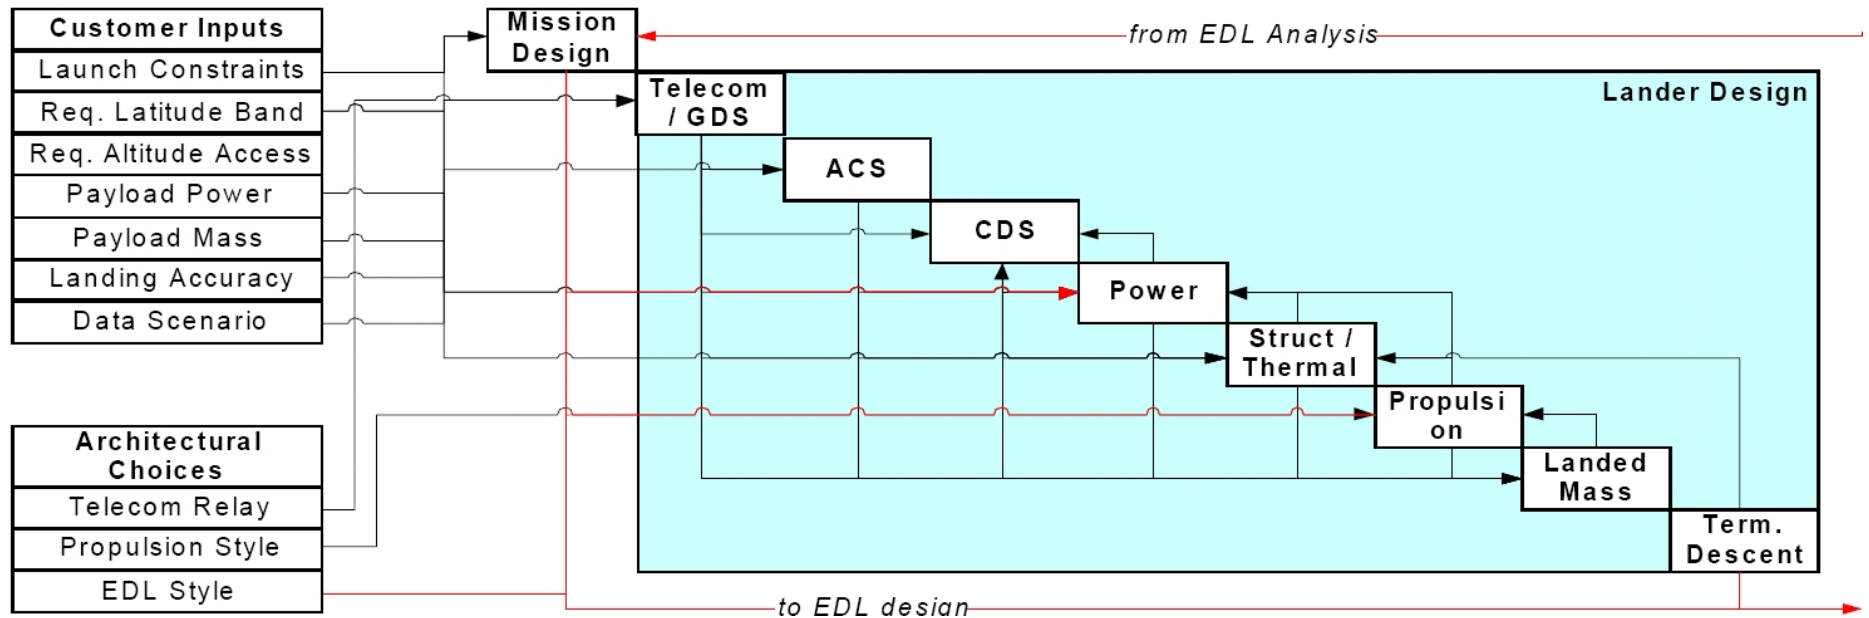 Customer Inputs
Launch Constraints
Req. Latitude Band
Req. Altitude Access
Payload Power
Payload Mass
Landing Accuracy
Data Scenario
Architectural
Choices
Telecom Relay
Propulsion Style
EDL Style
Mission
Design
from EDL Analysis
Lander Design
Telecom
/ GDS
ACS
CDS
Power
Struct /
Thermal
Propulsi
on
Landed
Mass
Term.
Descent
to EDL design